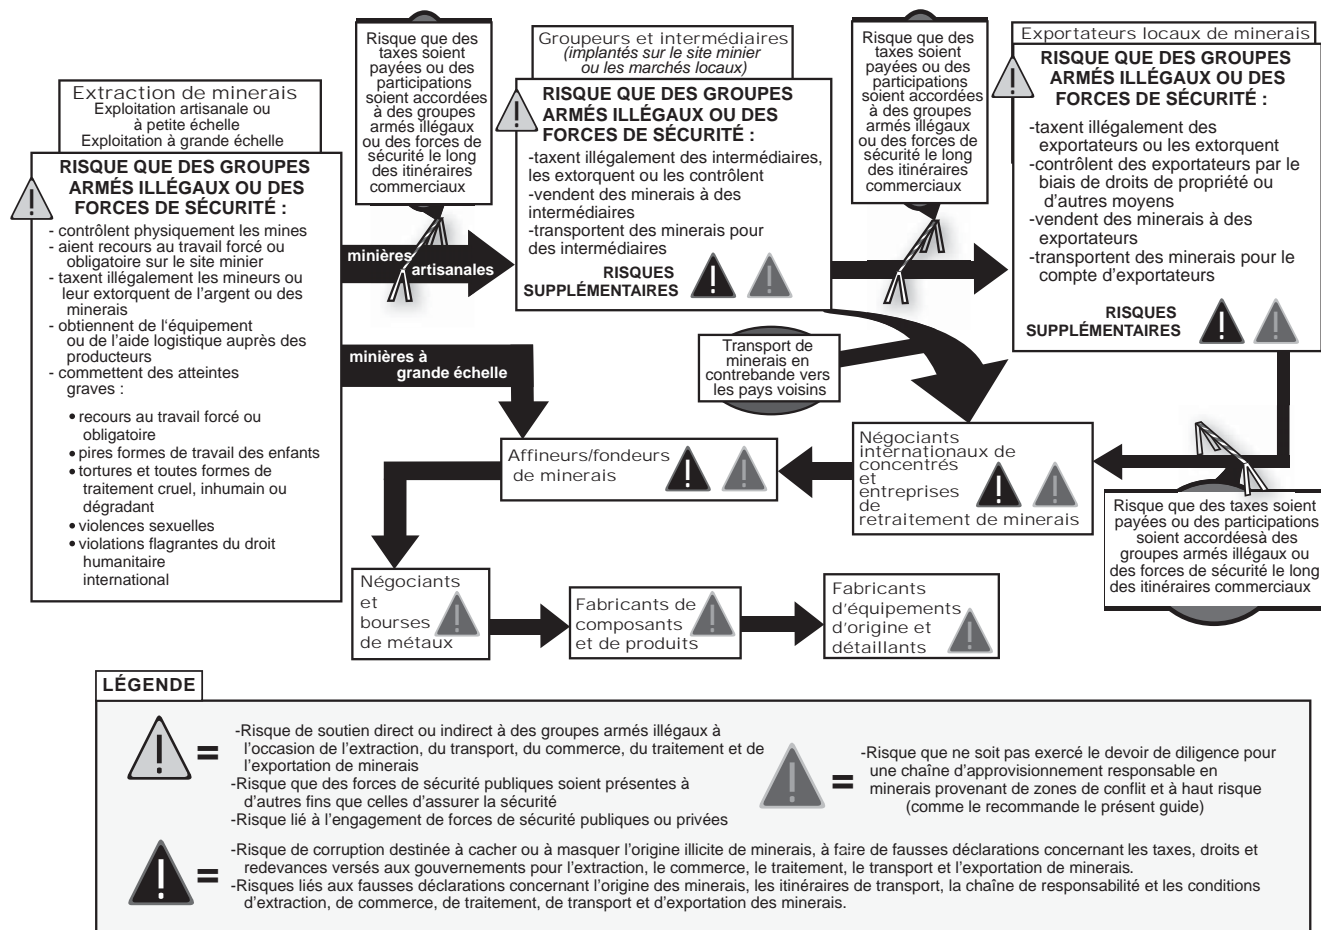 Extraction de minerais
Exploitation artisanale ou
à petite échelle
Exploitation à grande échelle
RISQUE QUE DES GROUPES
ARMÉS ILLÉGAUX OU DES
FORCES DE SÉCURITÉ :
- contrôlent physiquement les mines
- aient recours au travail forcé ou
obligatoire sur le site minier
- taxent illégalement les mineurs ou
leur extorquent de l'argent ou des
minerais
- obtiennent de l'équipement
ou de l'aide logistique auprès des
producteurs
- commettent des atteintes
graves :
• recours au travail forcé ou
obligatoire
• pires formes de travail des enfants
• tortures et toutes formes de
traitement cruel, inhumain ou
dégradant
• violences sexuelles
• violations flagrantes du droit
humanitaire
international
Risque que des
taxes soient
payées ou des
participations
soient accordées
à des groupes
armés illégaux
ou des forces de
sécurité le long
des itinéraires
commerciaux
minières
artisanales
minières à
grande échelle
Groupeurs et intermédiaires
(implantés sur le site minier
ou les marchés locaux)
RISQUE QUE DES GROUPES
ARMÉS ILLÉGAUX OU DES
FORCES DE SÉCURITÉ :
-taxent illégalement des intermédiaires,
les extorquent ou les contrôlent
-vendent des minerais à des
intermédiaires
-transportent des minerais pour
des intermédiaires
RISQUES
SUPPLÉMENTAIRES
Risque que des
taxes soient
payées ou des
participations
soient accordées
à des groupes
armés illégaux
ou des forces de
sécurité le long
des itinéraires
commerciaux
Exportateurs locaux de minerais
RISQUE QUE DES GROUPES
ARMÉS ILLÉGAUX OU DES
FORCES DE SÉCURITÉ :
-taxent illégalement des
exportateurs ou les extorquent
-contrôlent des exportateurs par le
biais de droits de propriété ou
d'autres moyens
-vendent des minerais à des
exportateurs
-transportent des minerais pour le
compte d'exportateurs
RISQUES
SUPPLÉMENTAIRES
Transport de
minerais en
contrebande vers
les pays voisins
Affineurs/fondeurs
de minerais
Négociants
internationaux de
concentrés
et
entreprises
de
retraitement de minerais
Risque que des taxes soient
payées ou des participations
soient accordéesà des
groupes armés illégaux ou
des forces de sécurité le long
des itinéraires commerciaux
Négociants
et
bourses
de métaux
Fabricants de
composants
et de produits
Fabricants
d'équipements
d'origine et
détaillants
LÉGENDE
=
-Risque de soutien direct ou indirect à des groupes armés illégaux à
l'occasion de l'extraction, du transport, du commerce, du traitement et de
l'exportation de minerais
-Risque que des forces de sécurité publiques soient présentes à
d'autres fins que celles d'assurer la sécurité
-Risque lié à l'engagement de forces de sécurité publiques ou privées
=
-Risque que ne soit pas exercé le devoir de diligence pour
une chaîne d'approvisionnement responsable en
minerais provenant de zones de conflit et à haut risque
(comme le recommande le présent guide)
=
-Risque de corruption destinée à cacher ou à masquer l'origine illicite de minerais, à faire de fausses déclarations concernant les taxes, droits et
redevances versés aux gouvernements pour l'extraction, le commerce, le traitement, le transport et l'exportation de minerais.
-Risques liés aux fausses déclarations concernant l'origine des minerais, les itinéraires de transport, la chaîne de responsabilité et les conditions
d'extraction, de commerce, de traitement, de transport et d'exportation des minerais.